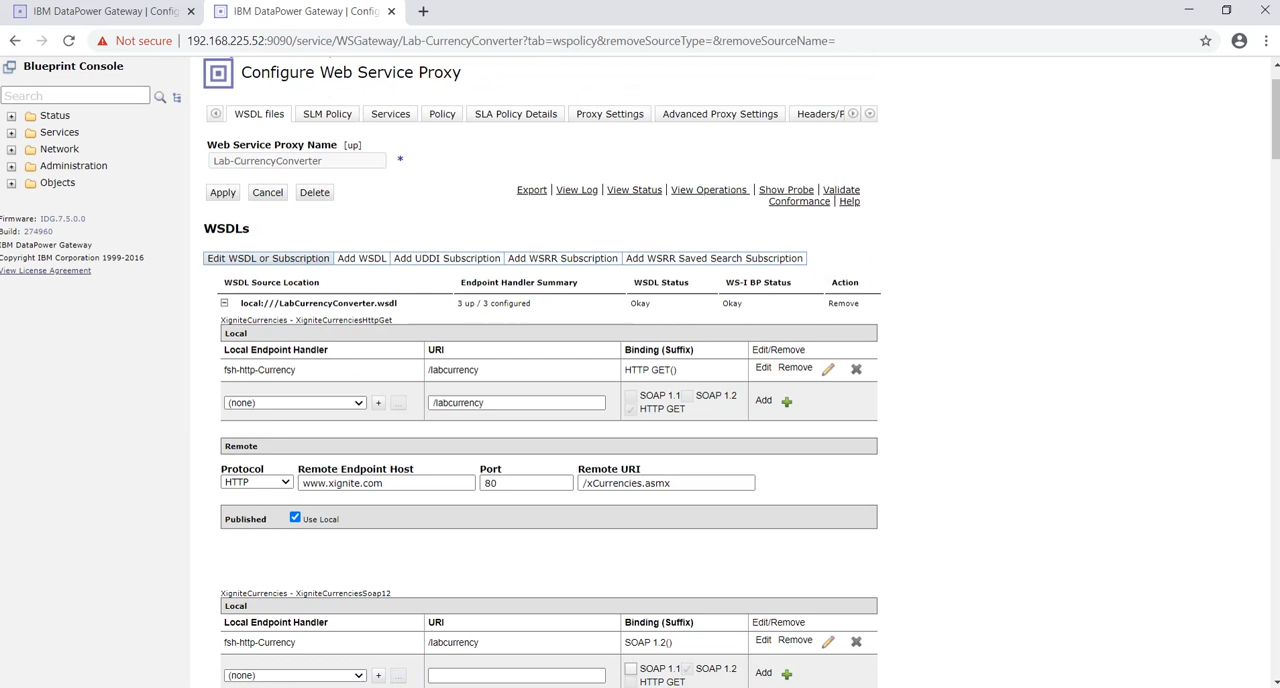 IBM DataPower Gateway | Config
IBM DataPower Gateway | Config
Not secure | 192.168.225.52:9090/service/WSGateway/Lab-CurrencyConverter?tab=wspolicy&removeSourceType=&removeSourceName=
Blueprint Console
Search
Status
Services
Network
Administration
Objects
Firmware: IDG.7.5.0.0
Build: 274960
IBM DataPower Gateway
Copyright IBM Corporation 1999-2016
View License Agreement
Configure Web Service Proxy
WSDL files SLM Policy Services Policy SLA Policy Details Proxy Settings Advanced Proxy Settings Headers/P
Web Service Proxy Name [up]
Lab-CurrencyConverter *
Apply Cancel Delete
Export | View Log | View Status | View Operations | Show Probe | Validate
Conformance | Help
WSDLs
Edit WSDL or Subscription Add WSDL Add UDDI Subscription Add WSRR Subscription Add WSRR Saved Search Subscription
WSDL Source Location Endpoint Handler Summary WSDL Status WS-I BP Status Action
local:///LabCurrencyConverter.wsdl 3 up / 3 configured Okay Okay Remove
XigniteCurrencies - XigniteCurrenciesHttpGet
Local
Local Endpoint Handler URI Binding (Suffix) Edit/Remove
fsh-http-Currency /labcurrency HTTP GET() Edit Remove
(none) + ... /labcurrency SOAP 1.1 SOAP 1.2 Add
HTTP GET
Remote
Protocol Remote Endpoint Host Port Remote URI
HTTP www.xignite.com 80 /xCurrencies.asmx
Published Use Local
XigniteCurrencies - XigniteCurrenciesSoap12
Local
Local Endpoint Handler URI Binding (Suffix) Edit/Remove
fsh-http-Currency /labcurrency SOAP 1.2() Edit Remove
(none) + ... SOAP 1.1 SOAP 1.2 Add
HTTP GET